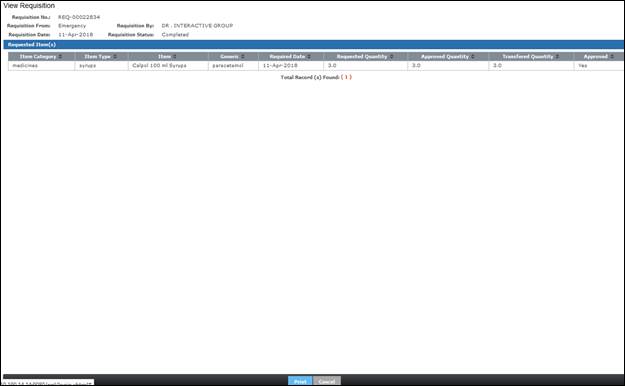 View Requisition
Requisition No.: REQ-00022834
Requisition From: Emergency Requisition By: DR . INTERACTIVE GROUP
Requisition Date: 11-Apr-2018 Requisition Status: Completed
Requested Item(s)
Item Category Item Type Item Generic Required Date Requested Quantity Approved Quantity Transfered Quantity Approved
medicines syrups Calpol 100 ml Syrups paracetamol 11-Apr-2018 3.0 3.0 3.0 Yes
Total Record (s) Found: ( 1 )
Print Cancel